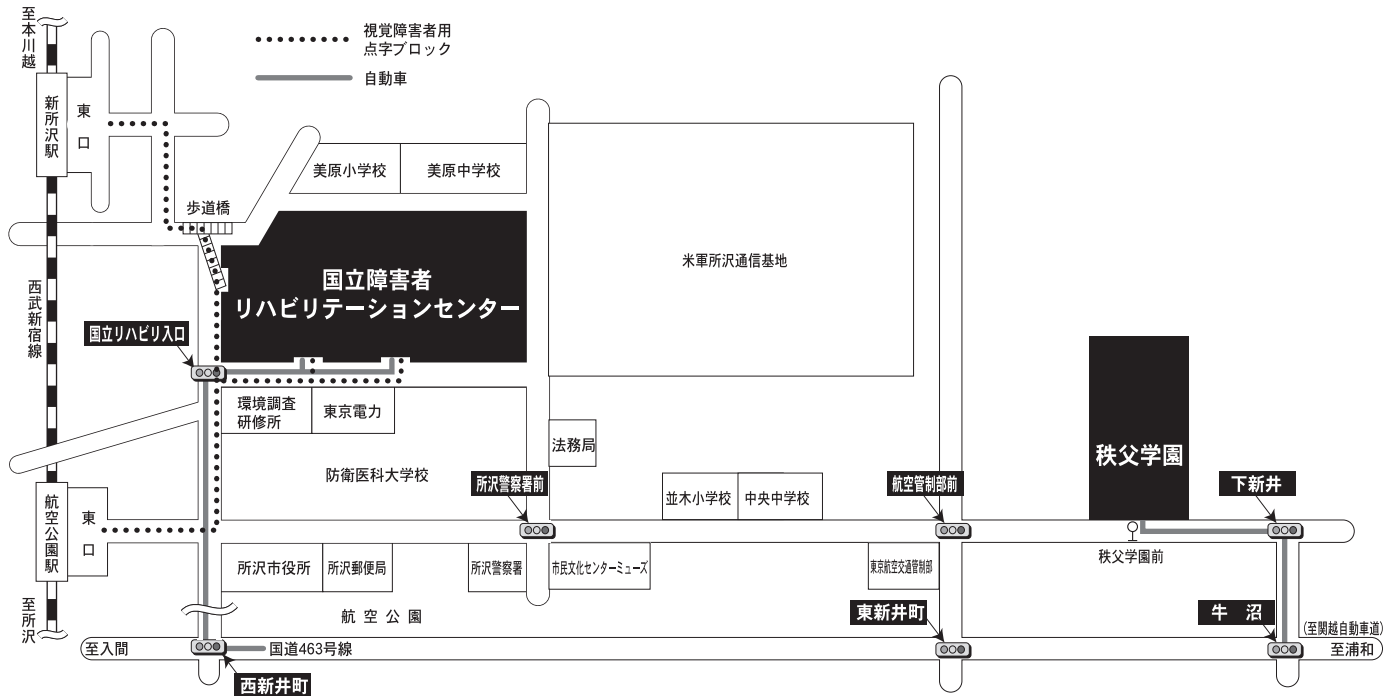 至本川越
視覚障害者用
点字ブロック
自動車
新所沢駅
東口
美原小学校
美原中学校
歩道橋
米軍所沢通信基地
国立障害者
リハビリテーションセンター
西武新宿線
国立リハビリ入口
環境調査
研修所
東京電力
法務局
秩父学園
防衛医科大学校
所沢警察署前
並木小学校
中央中学校
航空管制部前
下新井
航空公園駅
東口
秩父学園前
所沢市役所
所沢郵便局
所沢警察署
市民文化センターミューズ
東京航空交通管制部
至所沢
航空公園
東新井町
牛沼
(至関越自動車道)
至入間
国道463号線
至浦和
西新井町